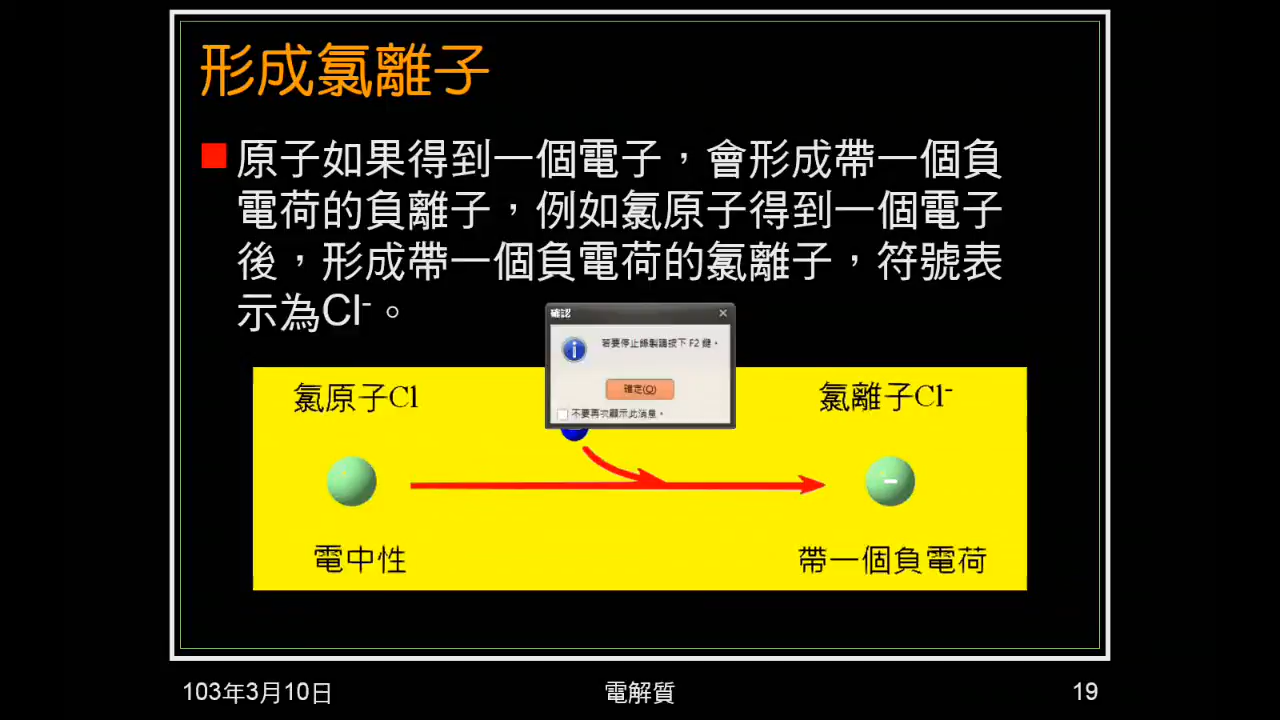 形成氯離子
原子如果得到一個電子，會形成帶一個負
電荷的負離子，例如氯原子得到一個電子
後，形成帶一個負電荷的氯離子，符號表
示為Cl-。
確認
若要停止錄製請按下 F2 鍵。
確定(O)
不要再次顯示此消息。
氯原子Cl
氯離子Cl-
-
電中性
帶一個負電荷
103年3月10日
電解質
19